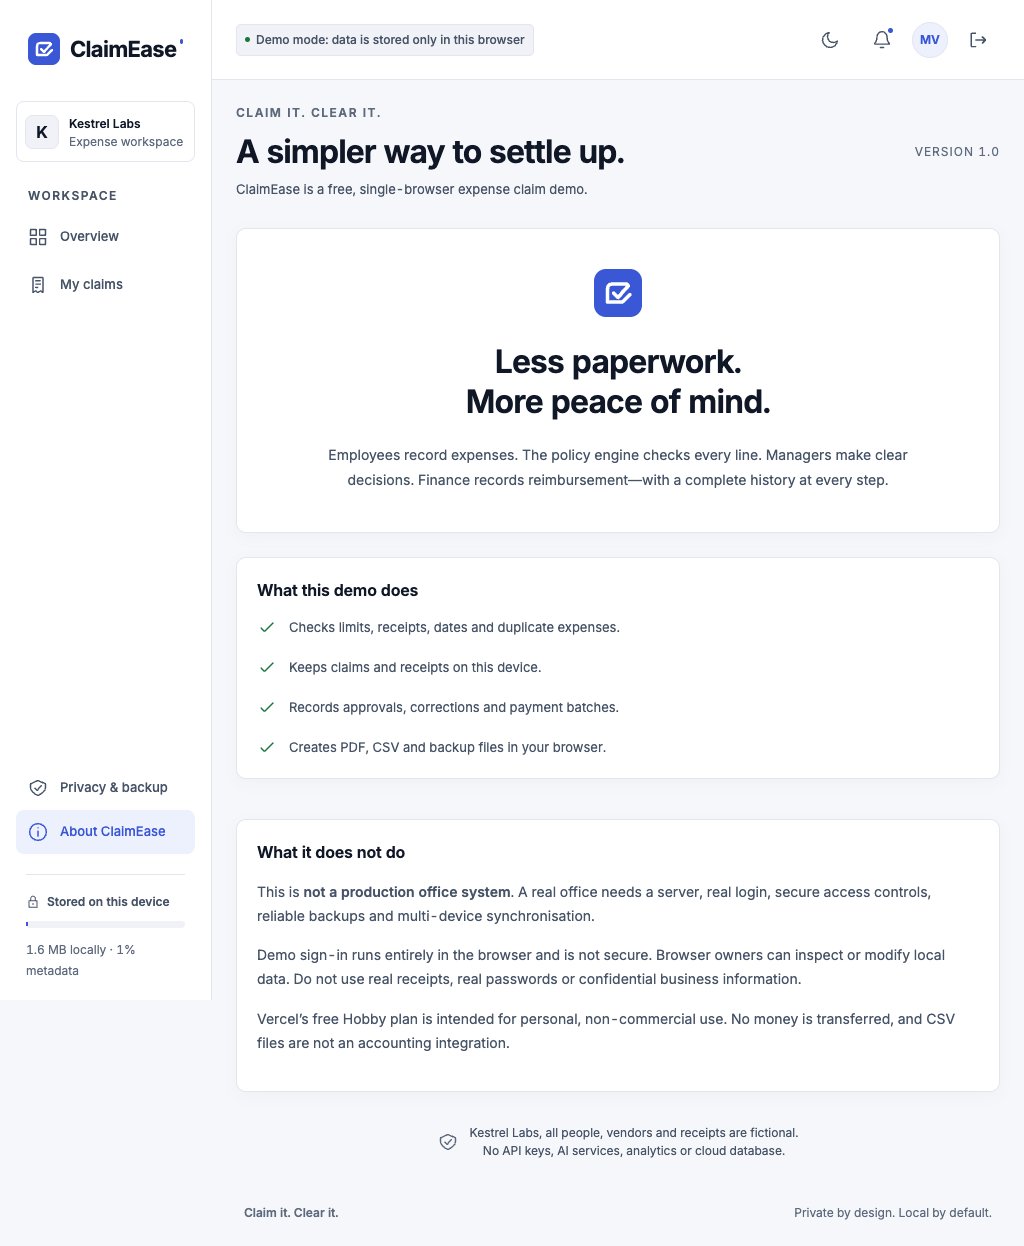 ClaimEase
K
Kestrel Labs
Expense workspace
WORKSPACE
Overview
My claims
Privacy & backup
About ClaimEase
Stored on this device
1.6 MB locally · 1%
metadata
Demo mode: data is stored only in this browser
MV
CLAIM IT. CLEAR IT.
A simpler way to settle up.
VERSION 1.0
ClaimEase is a free, single-browser expense claim demo.
Less paperwork.
More peace of mind.
Employees record expenses. The policy engine checks every line. Managers make clear
decisions. Finance records reimbursement—with a complete history at every step.
What this demo does
Checks limits, receipts, dates and duplicate expenses.
Keeps claims and receipts on this device.
Records approvals, corrections and payment batches.
Creates PDF, CSV and backup files in your browser.
What it does not do
This is not a production office system. A real office needs a server, real login, secure access controls,
reliable backups and multi-device synchronisation.
Demo sign-in runs entirely in the browser and is not secure. Browser owners can inspect or modify local
data. Do not use real receipts, real passwords or confidential business information.
Vercel’s free Hobby plan is intended for personal, non-commercial use. No money is transferred, and CSV
files are not an accounting integration.
Kestrel Labs, all people, vendors and receipts are fictional.
No API keys, AI services, analytics or cloud database.
Claim it. Clear it.
Private by design. Local by default.